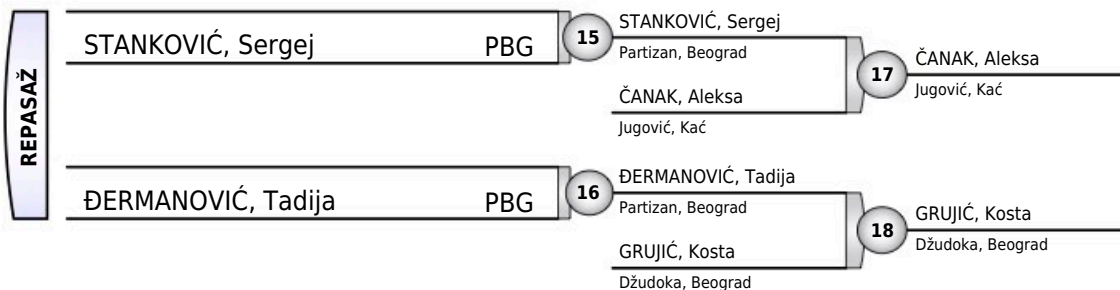 REPASAŽ
STANKOVIĆ, Sergej PBG
15
STANKOVIĆ, Sergej
Partizan, Beograd
ČANAK, Aleksa
Jugović, Kać
17
ČANAK, Aleksa
Jugović, Kać
ĐERMANOVIĆ, Tadija PBG
16
ĐERMANOVIĆ, Tadija
Partizan, Beograd
GRUJIĆ, Kosta
Džudoka, Beograd
18
GRUJIĆ, Kosta
Džudoka, Beograd